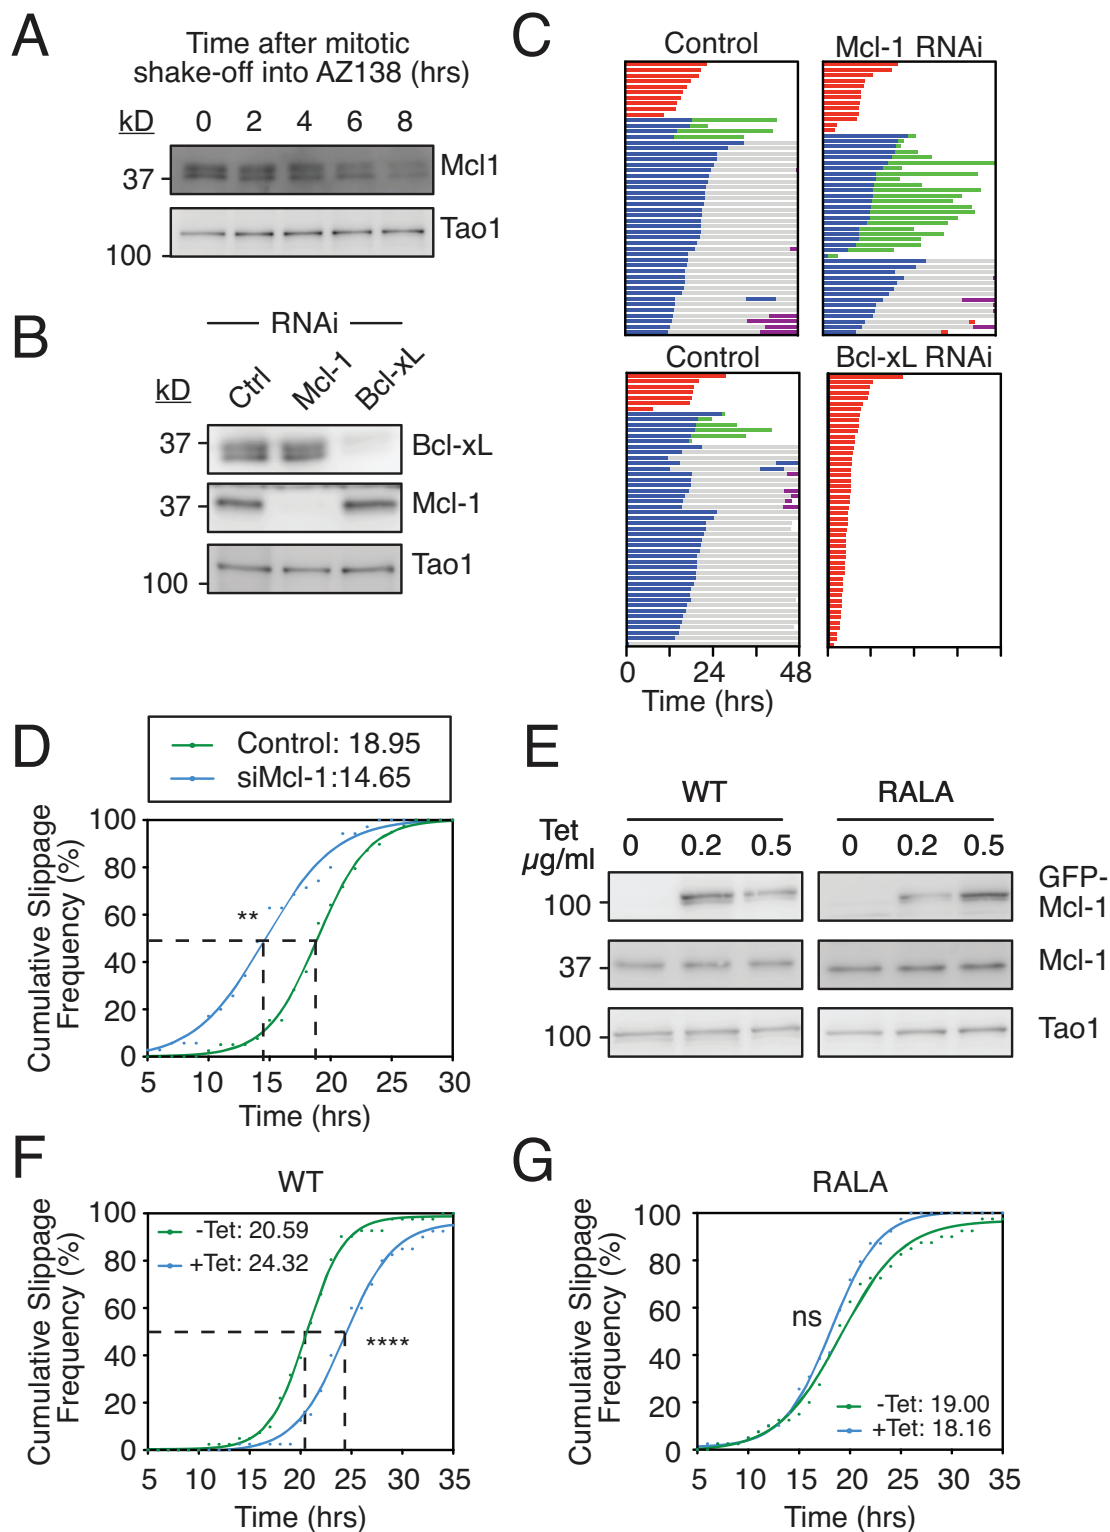 A
Time after mitotic
shake-off into AZ138 (hrs)
kD
0 2 4 6 8
37
Mcl1
100
Tao1
B
RNAi
kD
Ctrl Mcl-1 Bcl-xL
37
Bcl-xL
37
Mcl-1
100
Tao1
C
Control
Mcl-1 RNAi
Control
Bcl-xL RNAi
0 24 48
Time (hrs)
D
Control: 18.95
siMcl-1:14.65
Cumulative Slippage
Frequency (%)
100
80
60
40
20
0
**
5 10 15 20 25 30
Time (hrs)
E
WT RALA
Tet
µg/ml
0 0.2 0.5 0 0.2 0.5
100
GFP-
Mcl-1
37
Mcl-1
100
Tao1
F
WT
Cumulative Slippage
Frequency (%)
100
80
60
40
20
0
-Tet: 20.59
+Tet: 24.32
****
5 10 15 20 25 30 35
Time (hrs)
G
RALA
Cumulative Slippage
Frequency (%)
100
80
60
40
20
0
ns
-Tet: 19.00
+Tet: 18.16
5 10 15 20 25 30 35
Time (hrs)